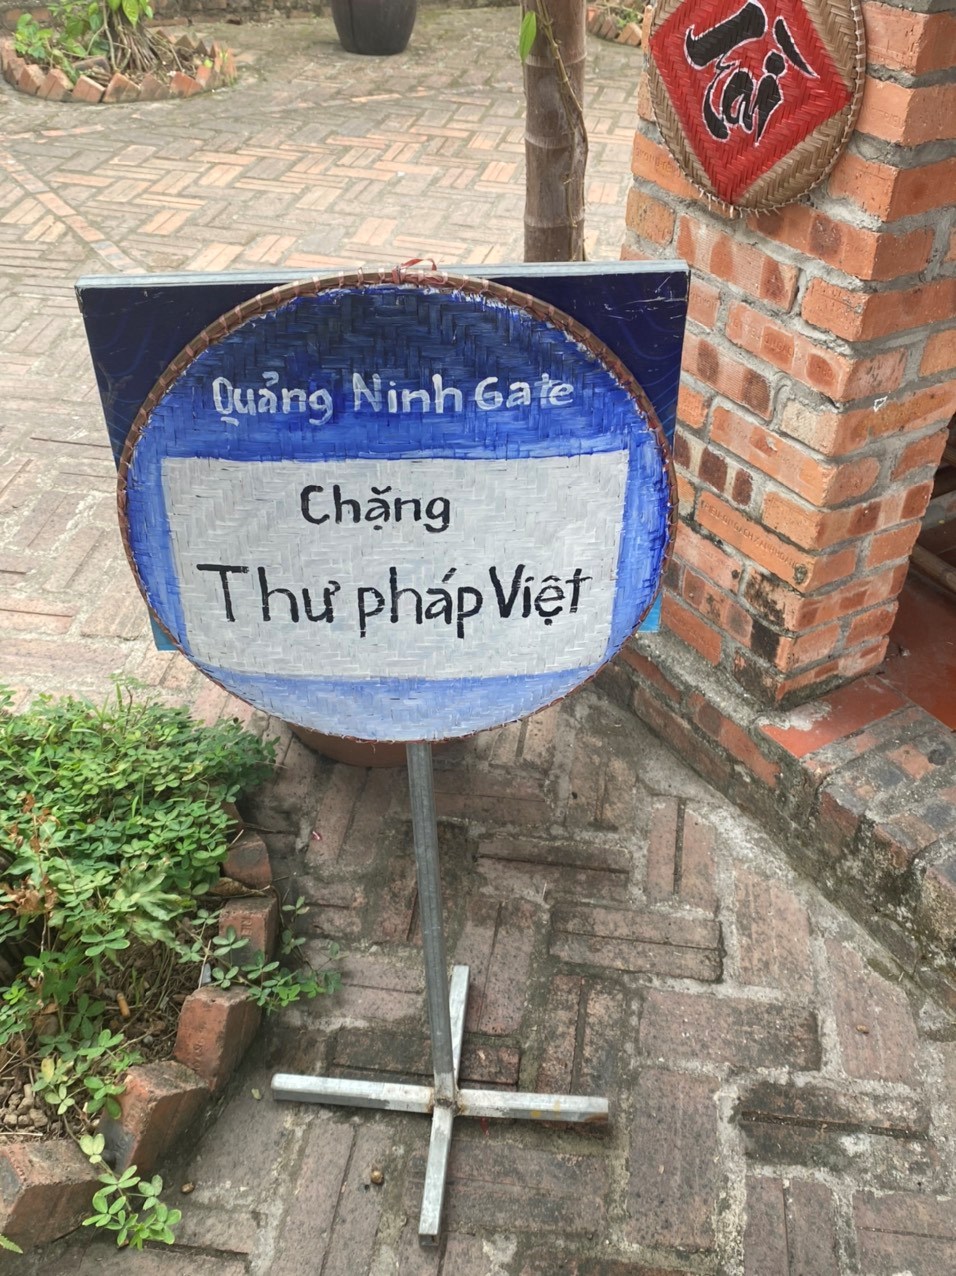 Tài
Quảng Ninh Gate
Chặng
Thư pháp Việt